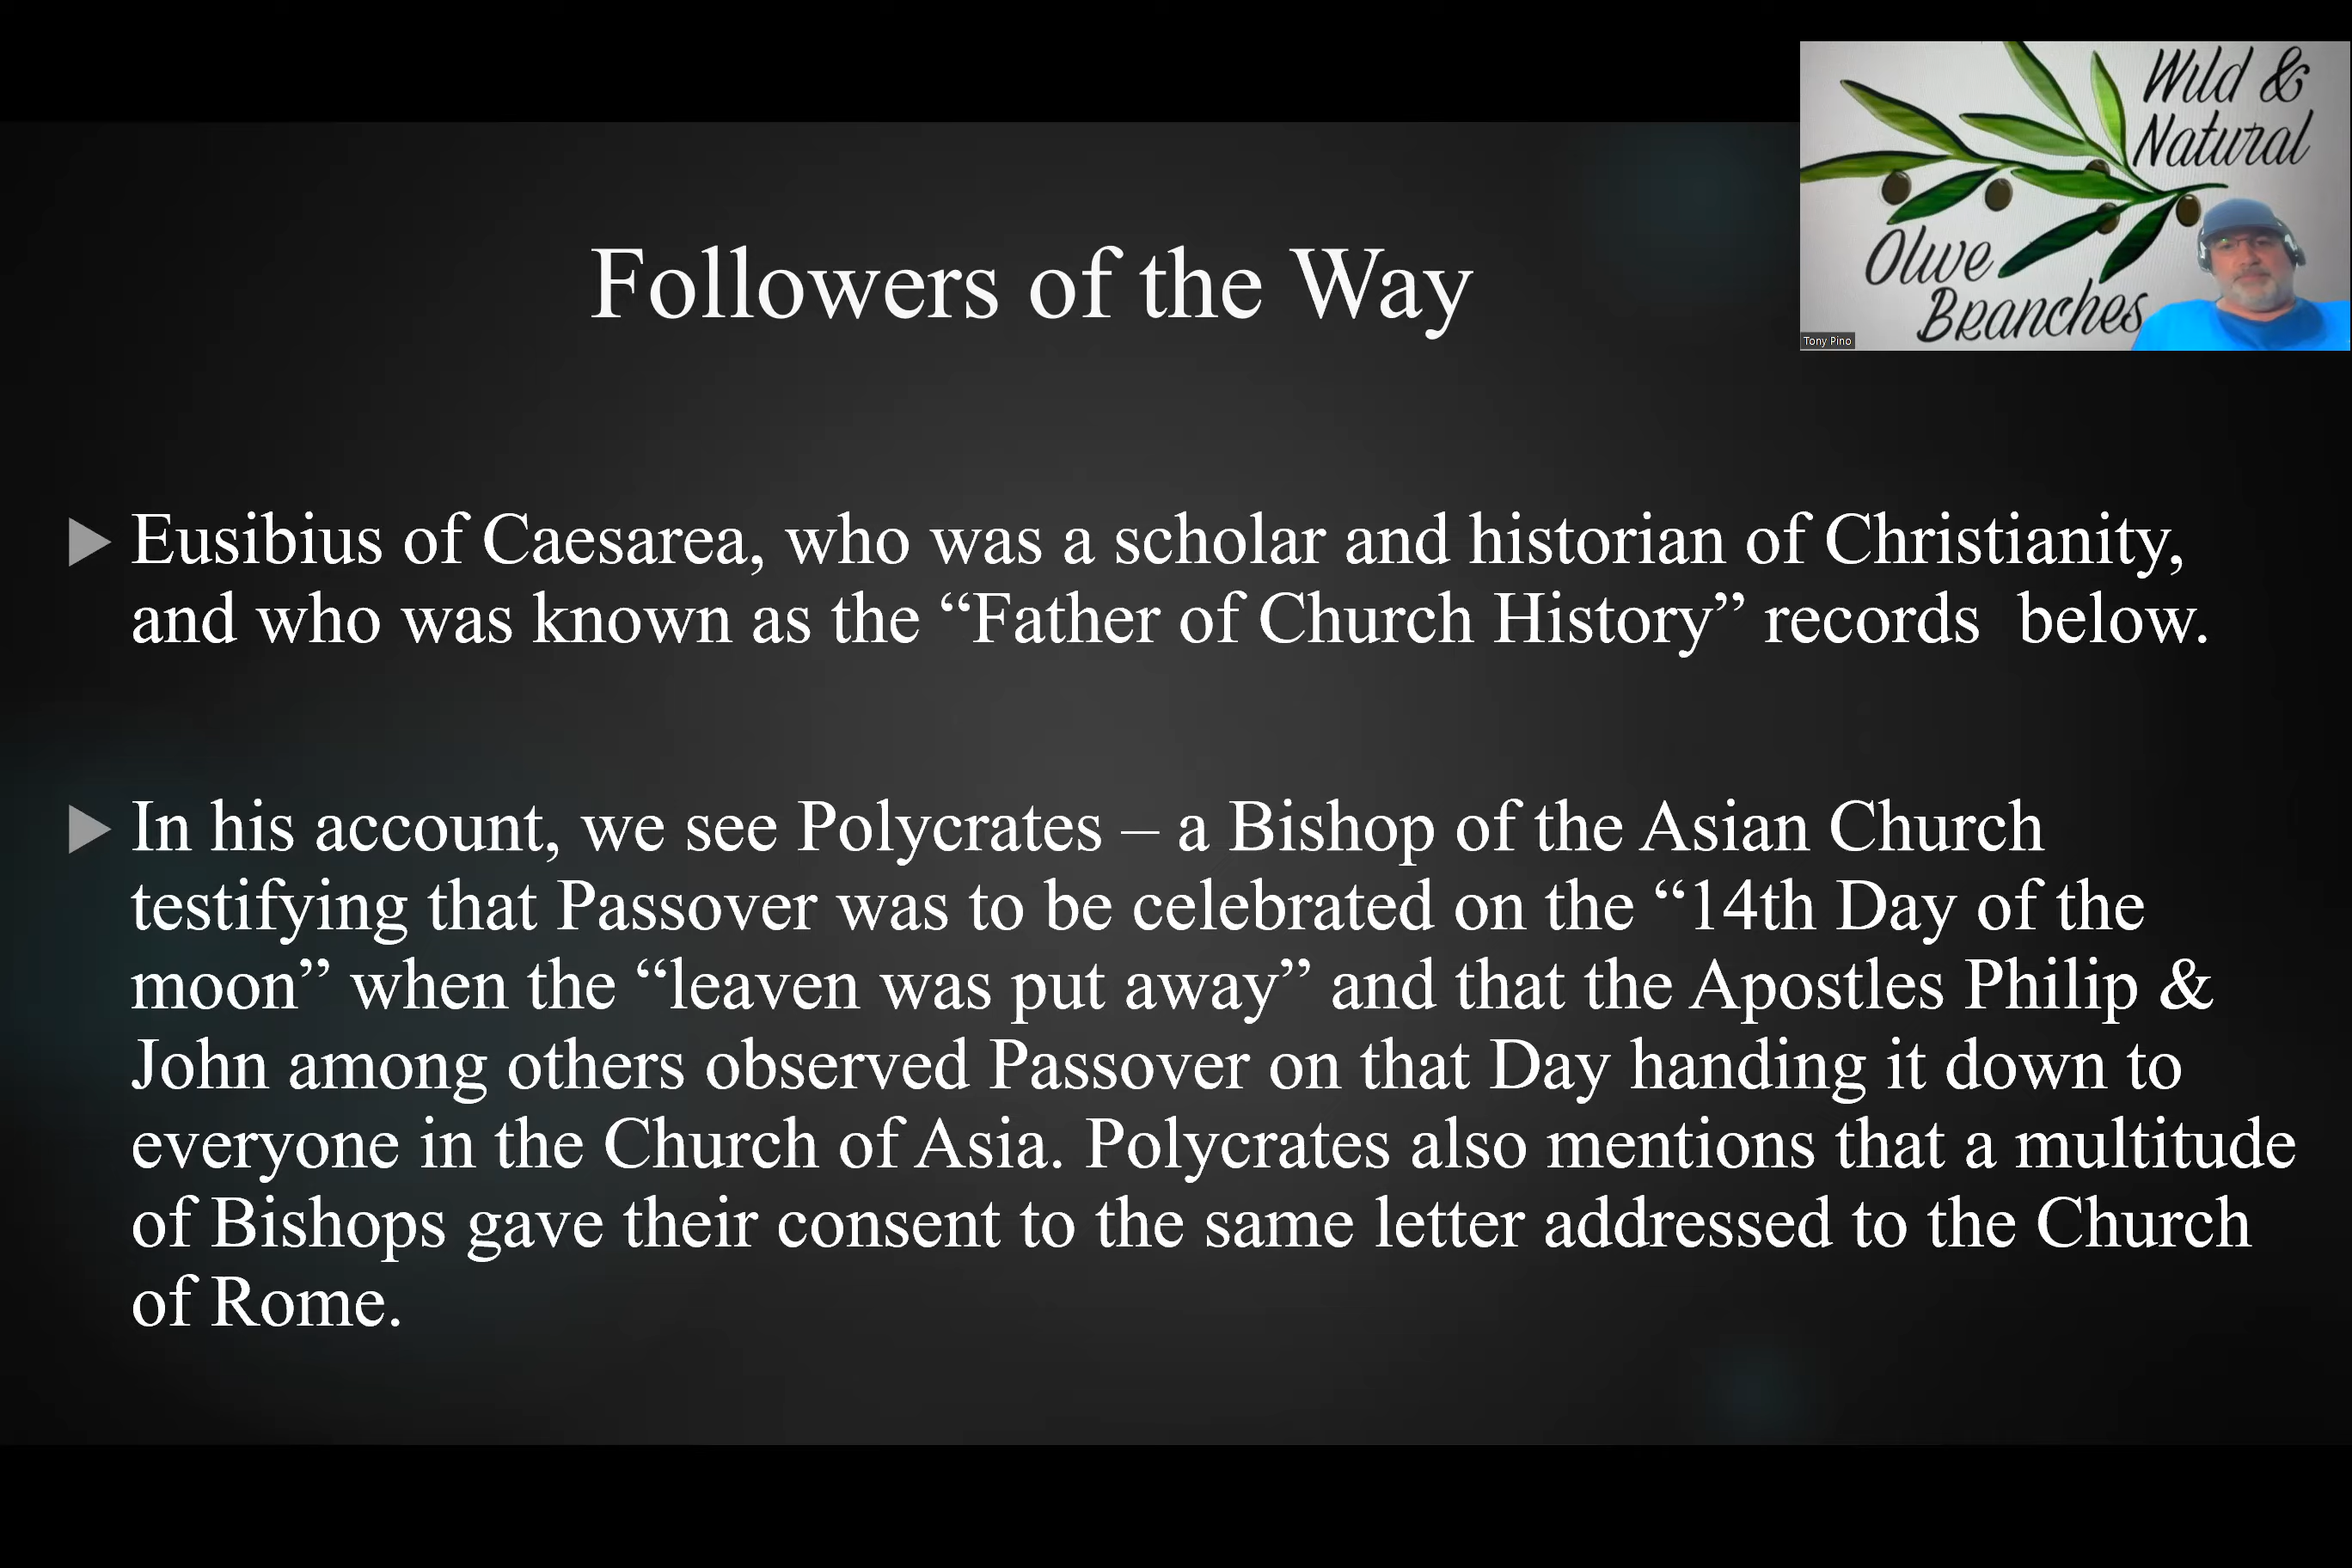 Wild &
Natural
Olive
Branches
Tony Pino
Followers of the Way
Eusibius of Caesarea, who was a scholar and historian of Christianity,
and who was known as the “Father of Church History” records  below.
In his account, we see Polycrates – a Bishop of the Asian Church
testifying that Passover was to be celebrated on the “14th Day of the
moon” when the “leaven was put away” and that the Apostles Philip &
John among others observed Passover on that Day handing it down to
everyone in the Church of Asia. Polycrates also mentions that a multitude
of Bishops gave their consent to the same letter addressed to the Church
of Rome.